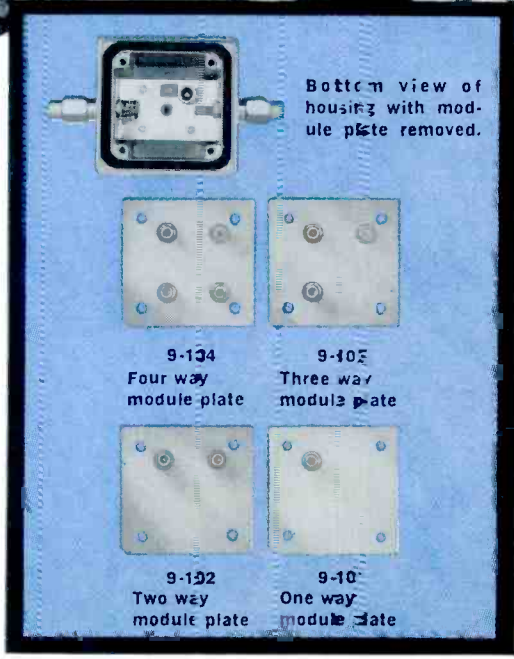 Bottom view of
housing with mod-
ule plate removed.
9-104
Four way
module plate
Three way
module plate
9-102
Two way
module plate
One way
module plate